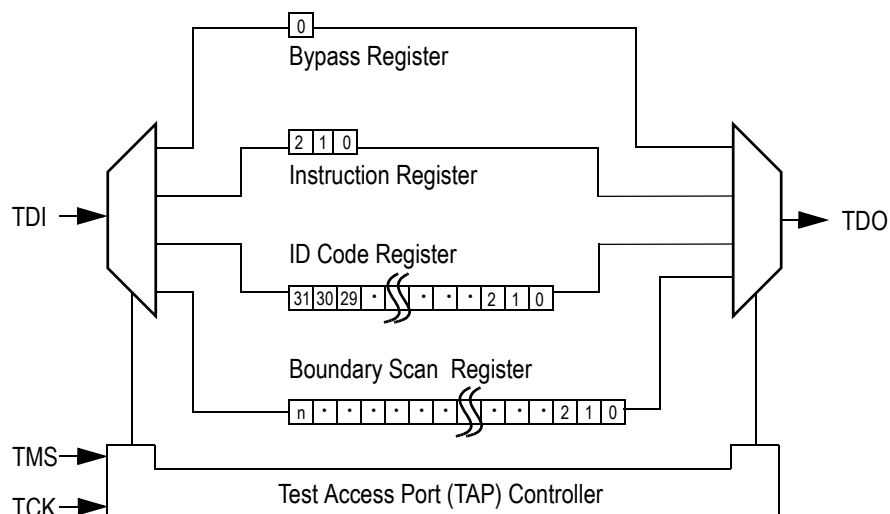 0
Bypass Register
2 1 0
Instruction Register
TDI
TDO
ID Code Register
31 30 29 · · · · 2 1 0
Boundary Scan Register
n · · · · · · · · · 2 1 0
TMS
Test Access Port (TAP) Controller
TCK